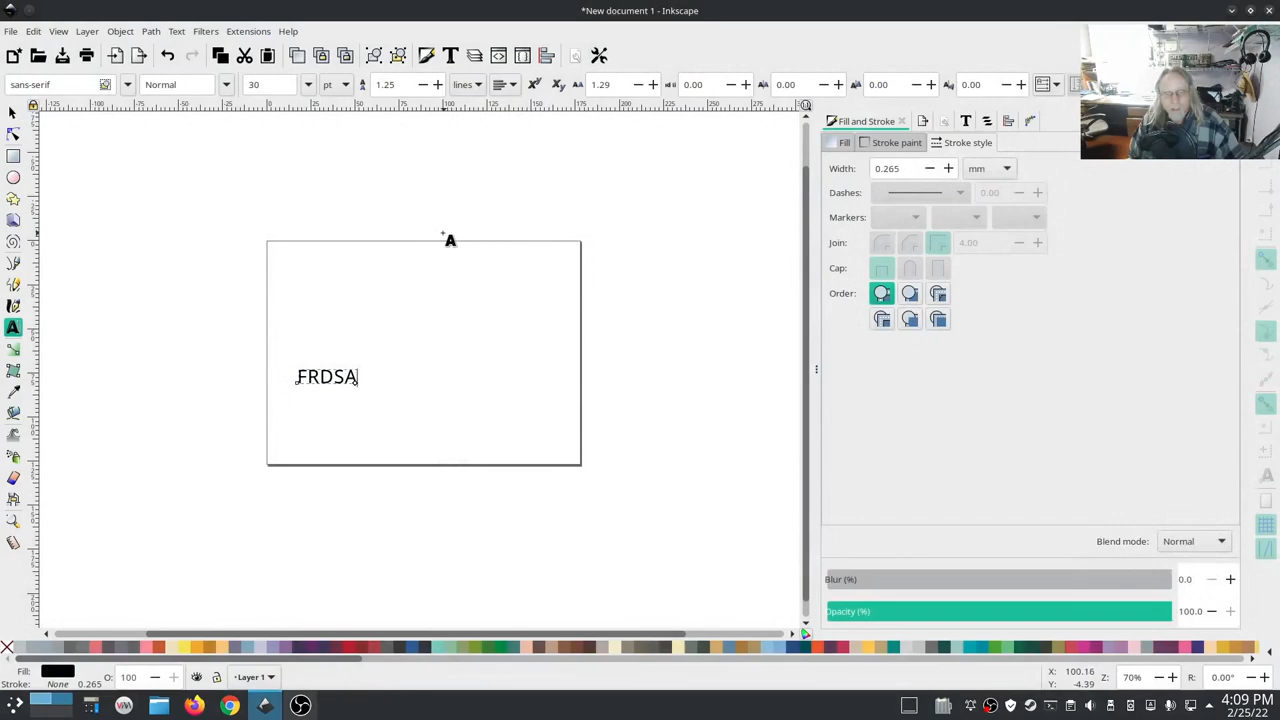 *New document 1 - Inkscape
File Edit View Layer Object Path Text Filters Extensions Help
sans-serif Normal 30 pt 1.25 lines 1.29 0.00 0.00 0.00 0.00
Fill and Stroke
Fill Stroke paint Stroke style
Width: 0.265 mm
Dashes: 0.00
Markers:
Join: 4.00
Cap:
Order:
FRDSA
Blend mode: Normal
Blur (%) 0.0
Opacity (%) 100.0
Fill: O: 100 Layer 1 X: 100.16 Z: 70% R: 0.00°
Stroke: None 0.265 Y: -4.39
4:09 PM
2/25/22